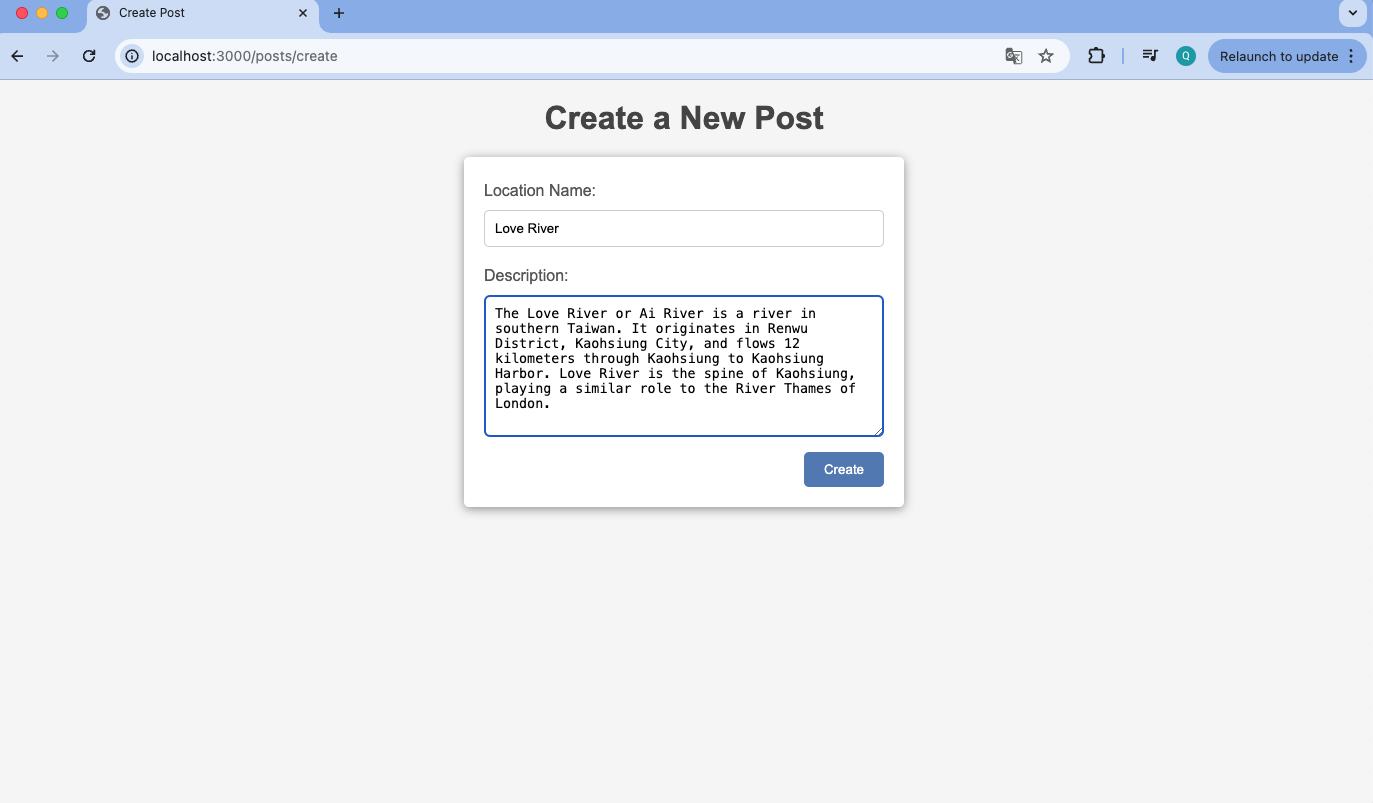 Create Post
localhost:3000/posts/create
Q
Relaunch to update
Create a New Post
Location Name:
Love River
Description:
The Love River or Ai River is a river in
southern Taiwan. It originates in Renwu
District, Kaohsiung City, and flows 12
kilometers through Kaohsiung to Kaohsiung
Harbor. Love River is the spine of Kaohsiung,
playing a similar role to the River Thames of
London.
Create